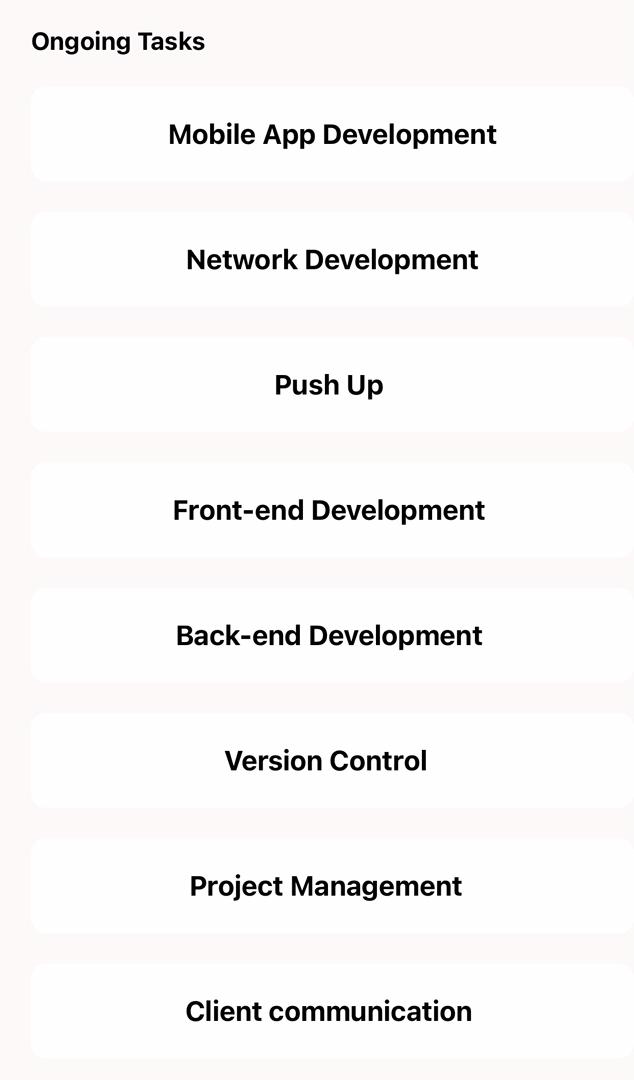 Ongoing Tasks
Mobile App Development
Network Development
Push Up
Front-end Development
Back-end Development
Version Control
Project Management
Client communication